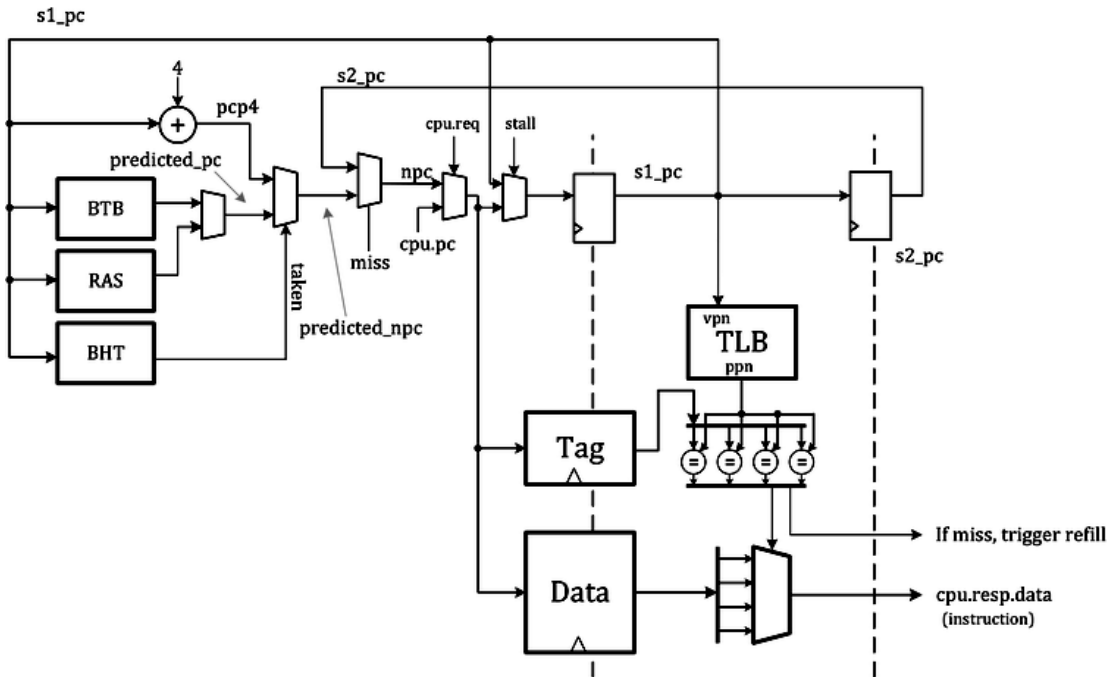 s1_pc
4
s2_pc
pcp4
+
cpu.req
stall
predicted_pc
npc
s1_pc
BTB
cpu.pc
s2_pc
miss
RAS
taken
predicted_npc
vpn
TLB
ppn
BHT
Tag
= = = =
If miss, trigger refill
Data
cpu.resp.data
(instruction)